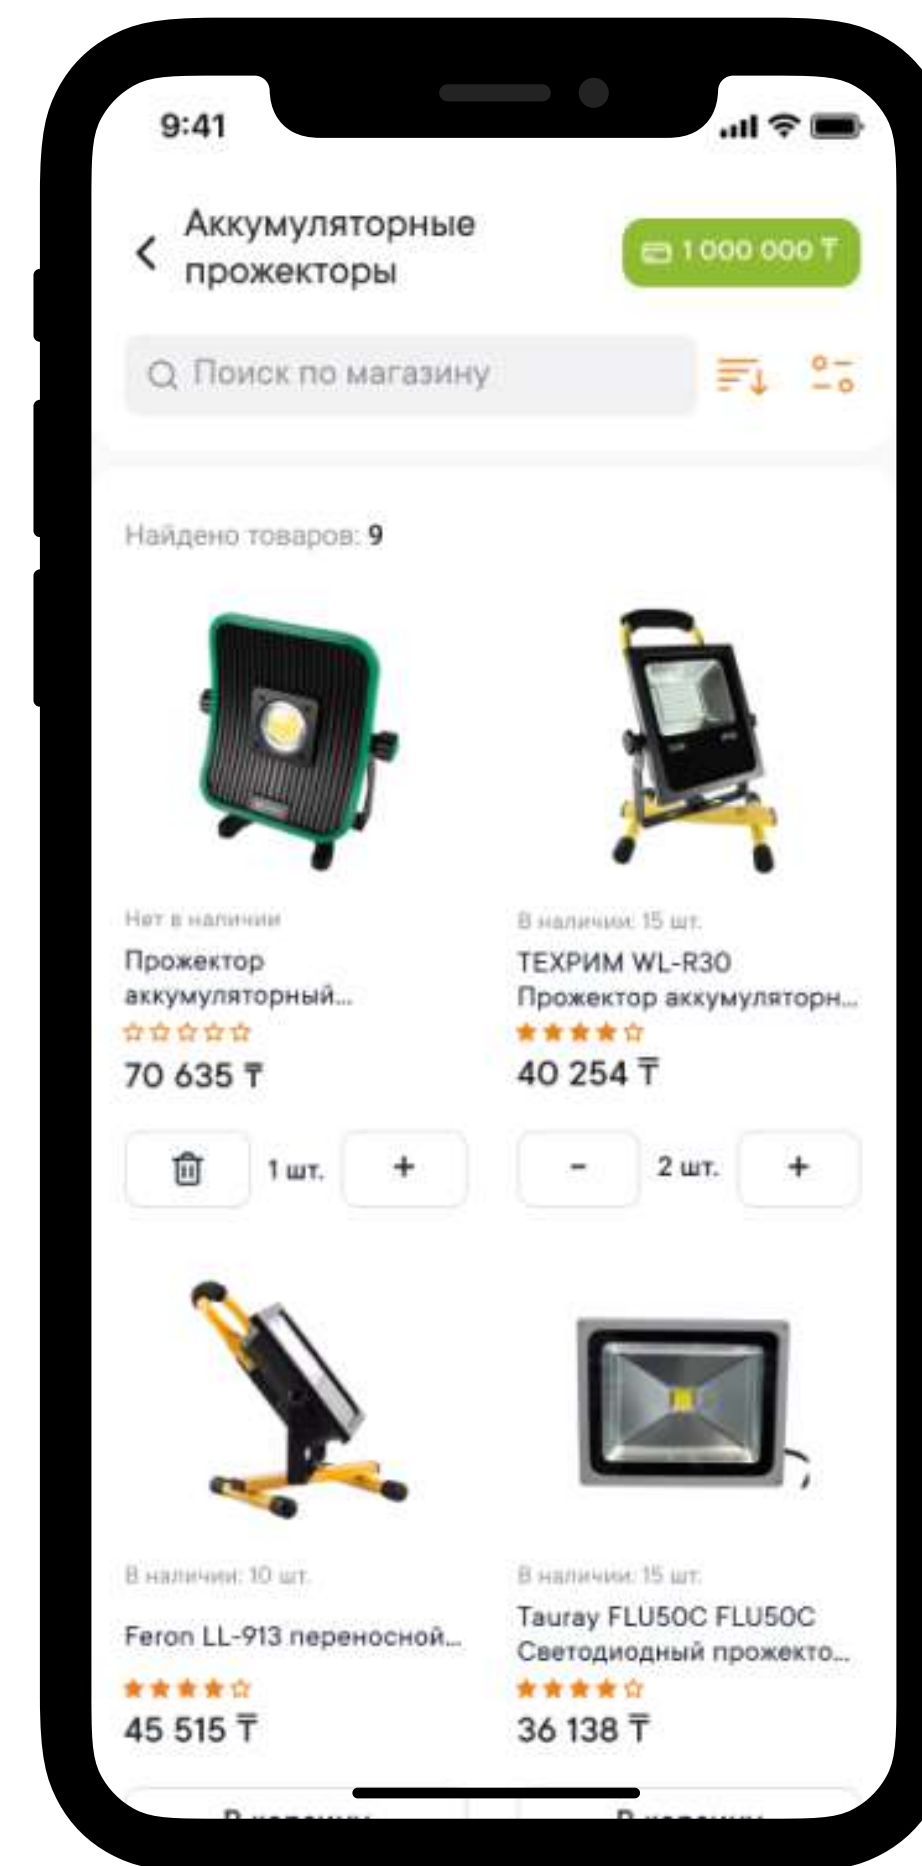 9:41
Аккумуляторные
прожекторы
1 000 000 ₸
Поиск по магазину
Найдено товаров: 9
Нет в наличии
Прожектор
аккумуляторный...
70 635 ₸
1 шт.
+
В наличии: 15 шт.
ТЕХРИМ WL-R30
Прожектор аккумуляторн...
40 254 ₸
-
2 шт.
+
В наличии: 10 шт.
Feron LL-913 переносной...
45 515 ₸
В наличии: 15 шт.
Tauray FLU50C FLU50C
Светодиодный прожекто...
36 138 ₸